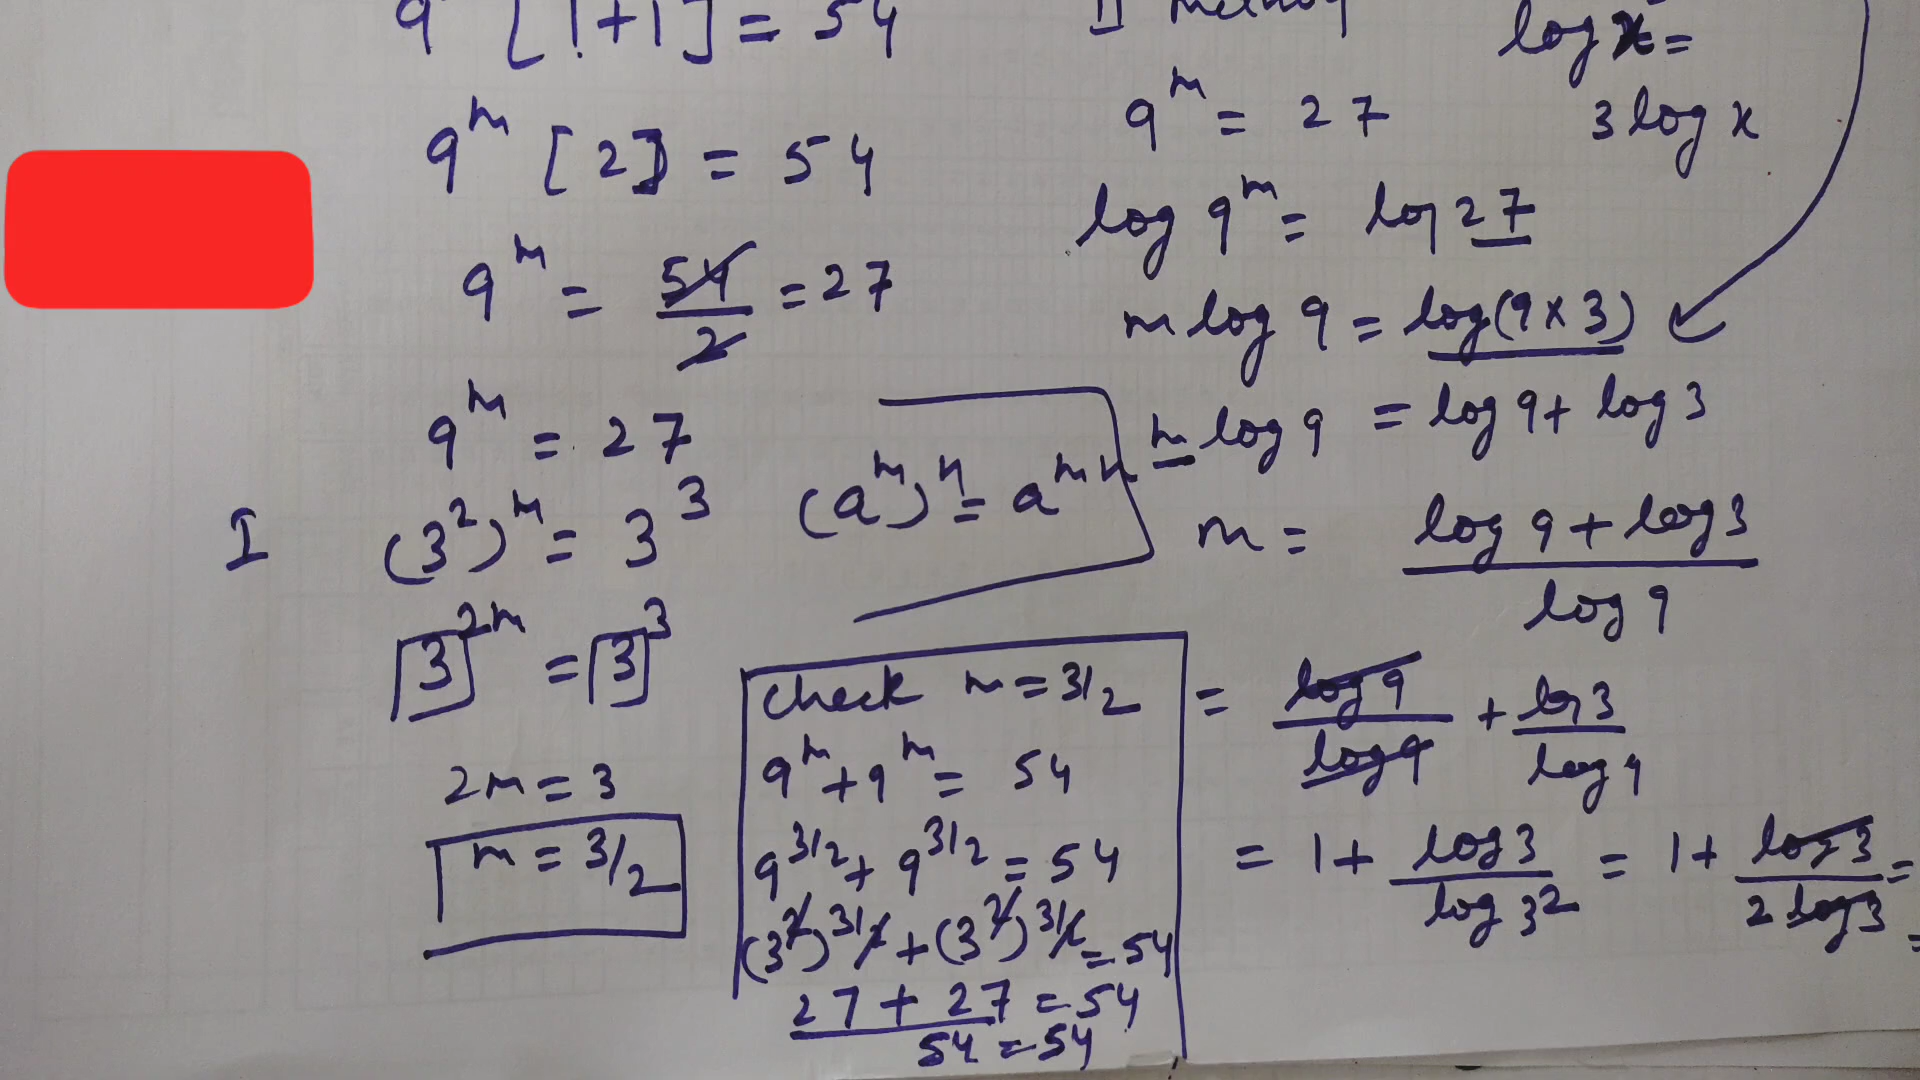 9 [1+1] = 54
9^m [2] = 54
9^m = 54/2 = 27
9^m = 27
I (3^2)^m = 3^3
[3]^2m = [3]^3
2m = 3
m = 3/2
(a^m)^n = a^mn
check m = 3/2
9^m + 9^m = 54
9^3/2 + 9^3/2 = 54
(3^2)^3/2 + (3^2)^3/2 = 54
27 + 27 = 54
54 = 54
II method
9^m = 27
log 9^m = log 27
m log 9 = log(9×3)
m log 9 = log 9 + log 3
m = (log 9 + log 3)/log 9
= log 9/log 9 + log 3/log 9
= 1 + log 3/log 3^2 = 1 + log 3/2 log 3 =
=
log x =
3 log x